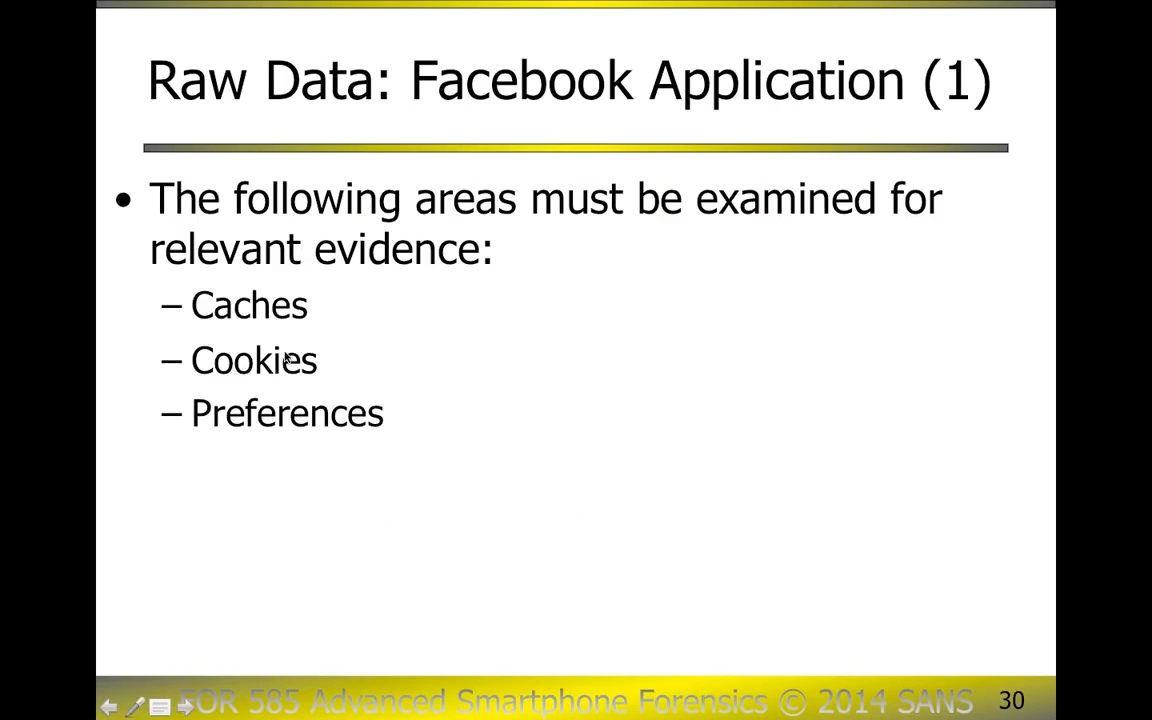 Raw Data: Facebook Application (1)
• The following areas must be examined for
relevant evidence:
– Caches
– Cookies
– Preferences
FOR 585 Advanced Smartphone Forensics © 2014 SANS 30